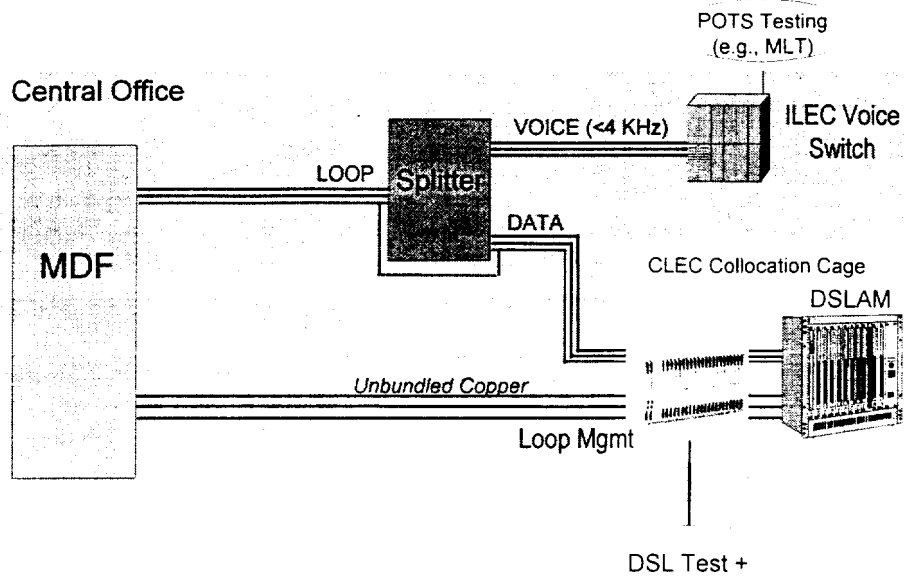 POTS Testing
(e.g., MLT)
Central Office
ILEC Voice
Switch
VOICE (<4 KHz)
LOOP
Splitter
DATA
MDF
CLEC Collocation Cage
DSLAM
Unbundled Copper
Loop Mgmt
DSL Test +